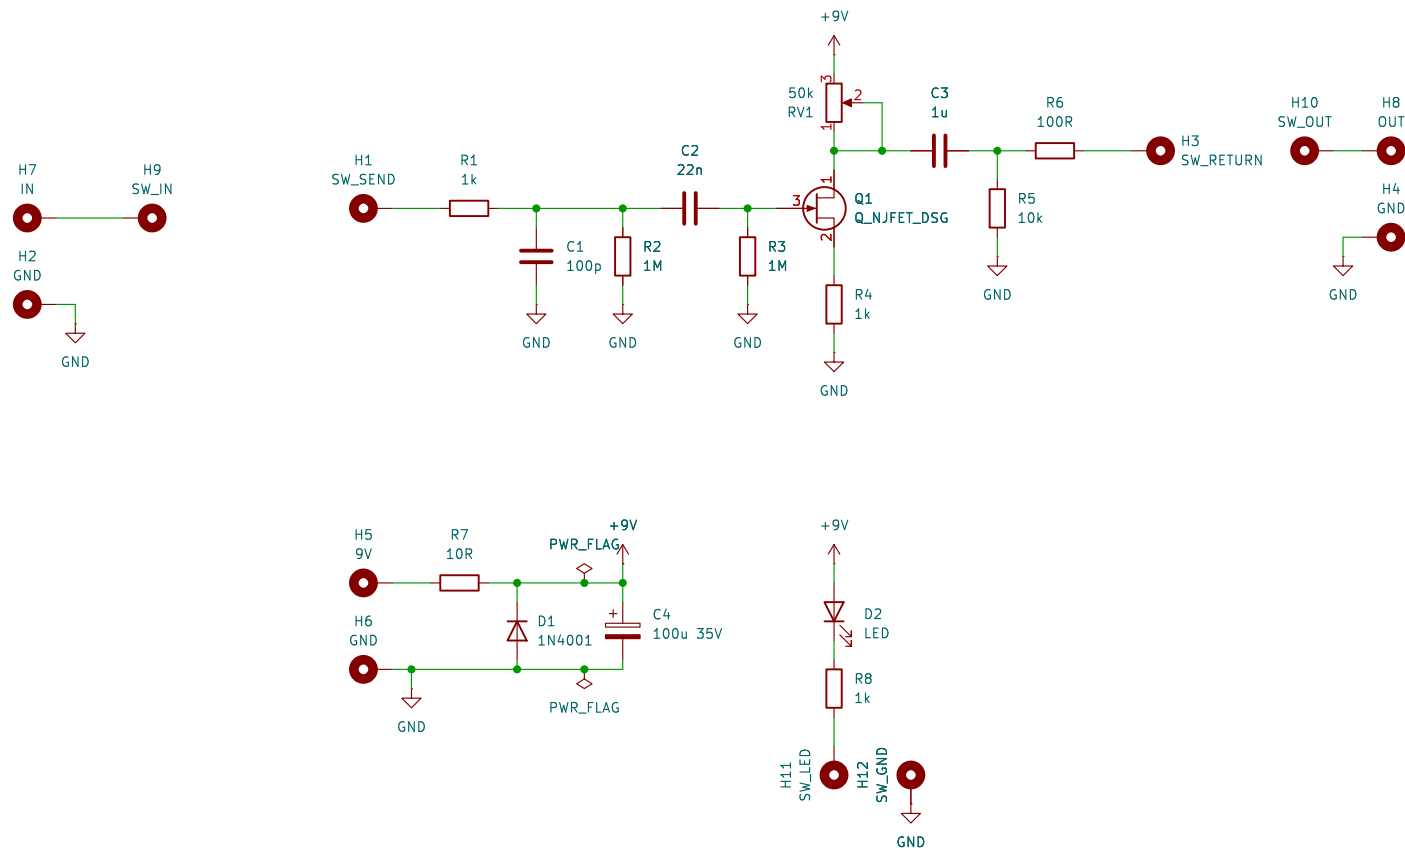 +9V
3
50k
RV1
2
1
C3
1u
R6
100R
H10
SW_OUT
H8
OUT
H3
SW_RETURN
H7
IN
H9
SW_IN
H1
SW_SEND
R1
1k
C2
22n
3
1
2
Q1
Q_NJFET_DSG
R5
10k
H4
GND
H2
GND
C1
100p
R2
1M
R3
1M
R4
1k
GND
GND
GND
GND
GND
GND
GND
+9V
+9V
H5
9V
R7
10R
PWR_FLAG
H6
GND
D1
1N4001
+
C4
100u 35V
D2
LED
R8
1k
PWR_FLAG
GND
H11
SW_LED
H12
SW_GND
GND